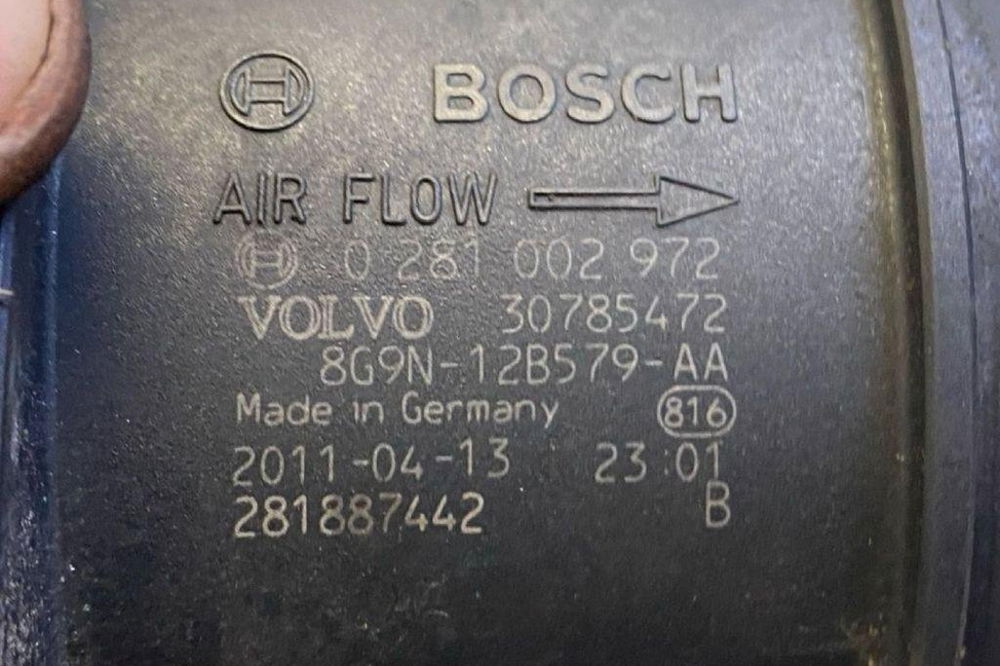 BOSCH
AIR FLOW
0 281 002 972
VOLVO 30785472
8G9N-12B579-AA
Made in Germany 816
2011-04-13 23:01
281887442 B